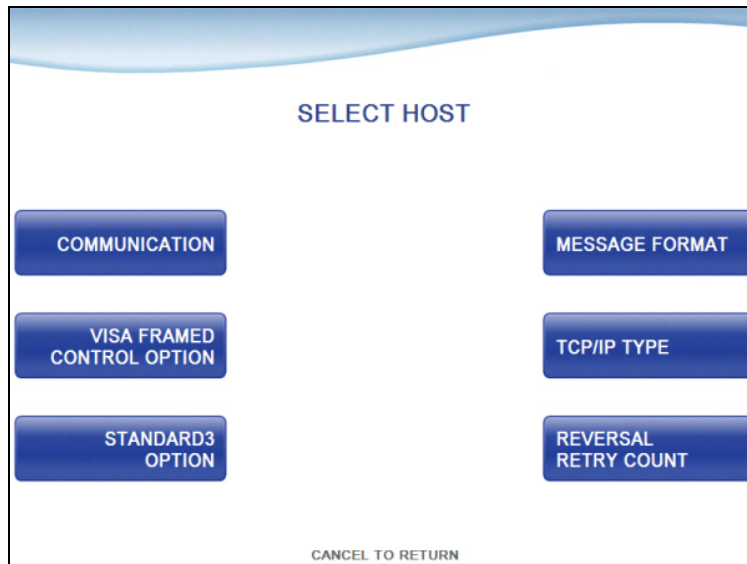 SELECT HOST
COMMUNICATION
MESSAGE FORMAT
VISA FRAMED
CONTROL OPTION
TCP/IP TYPE
STANDARD3
OPTION
REVERSAL
RETRY COUNT
CANCEL TO RETURN